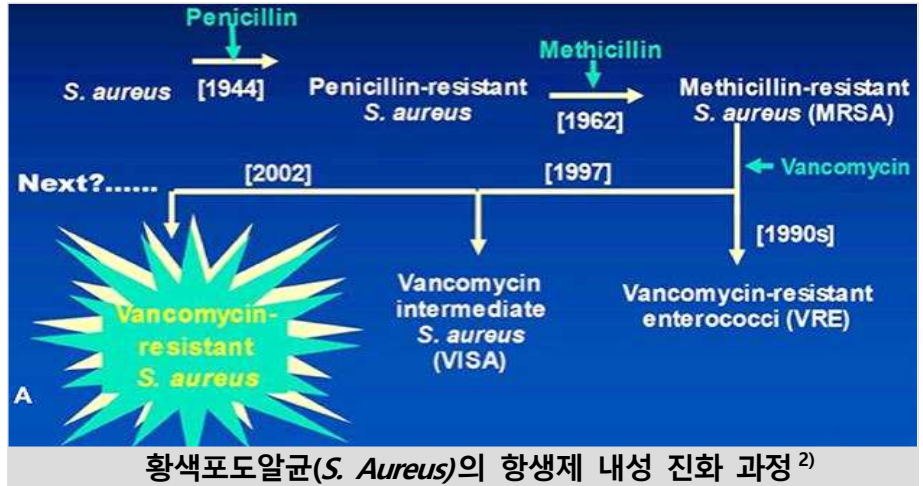 Penicillin
S. aureus
[1944]
Penicillin-resistant
S. aureus
Methicillin
[1962]
Methicillin-resistant
S. aureus (MRSA)
Vancomycin
Next?......
[2002]
[1997]
[1990s]
Vancomycin-
resistant
S. aureus
Vancomycin
intermediate
S. aureus
(VISA)
Vancomycin-resistant
enterococci (VRE)
A
황색포도알균(S. Aureus)의 항생제 내성 진화 과정 2)